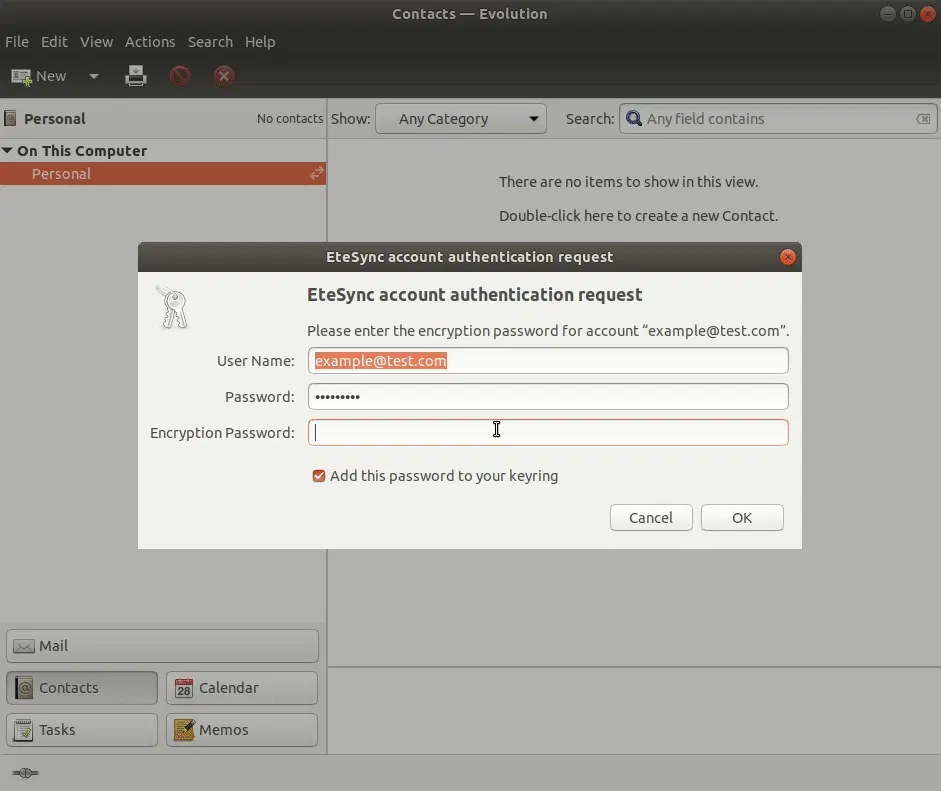 Contacts — Evolution
File Edit View Actions Search Help
New
Personal No contacts Show: Any Category Search: Any field contains
On This Computer
Personal
There are no items to show in this view.
Double-click here to create a new Contact.
EteSync account authentication request
EteSync account authentication request
Please enter the encryption password for account “example@test.com”.
User Name: example@test.com
Password: •••••••••
Encryption Password:
Add this password to your keyring
Cancel OK
Mail
Contacts 28 Calendar
Tasks Memos